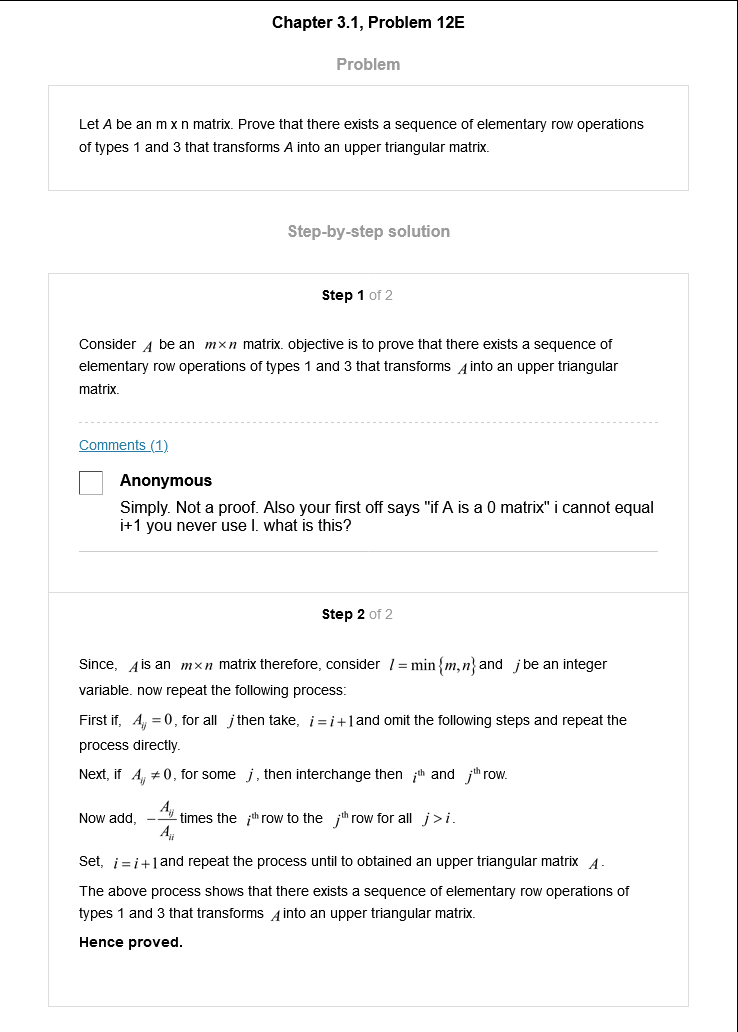 Chapter 3.1, Problem 12E
Problem
Let A be an m x n matrix. Prove that there exists a sequence of elementary row operations
of types 1 and 3 that transforms A into an upper triangular matrix.
Step-by-step solution
Step 1 of 2
Consider A be an m×n matrix. objective is to prove that there exists a sequence of
elementary row operations of types 1 and 3 that transforms A into an upper triangular
matrix.
Comments (1)
Anonymous
Simply. Not a proof. Also your first off says "if A is a 0 matrix" i cannot equal
i+1 you never use l. what is this?
Step 2 of 2
Since, A is an m×n matrix therefore, consider l = min{m,n} and j be an integer
variable. now repeat the following process:
First if, A_{ij} = 0, for all j then take, i = i+1 and omit the following steps and repeat the
process directly.
Next, if A_{ij} ≠ 0, for some j, then interchange then i^{th} and j^{th} row.
Now add, -\frac{A_{ij}}{A_{ii}} times the i^{th} row to the j^{th} row for all j > i.
Set, i = i+1 and repeat the process until to obtained an upper triangular matrix A.
The above process shows that there exists a sequence of elementary row operations of
types 1 and 3 that transforms A into an upper triangular matrix.
Hence proved.